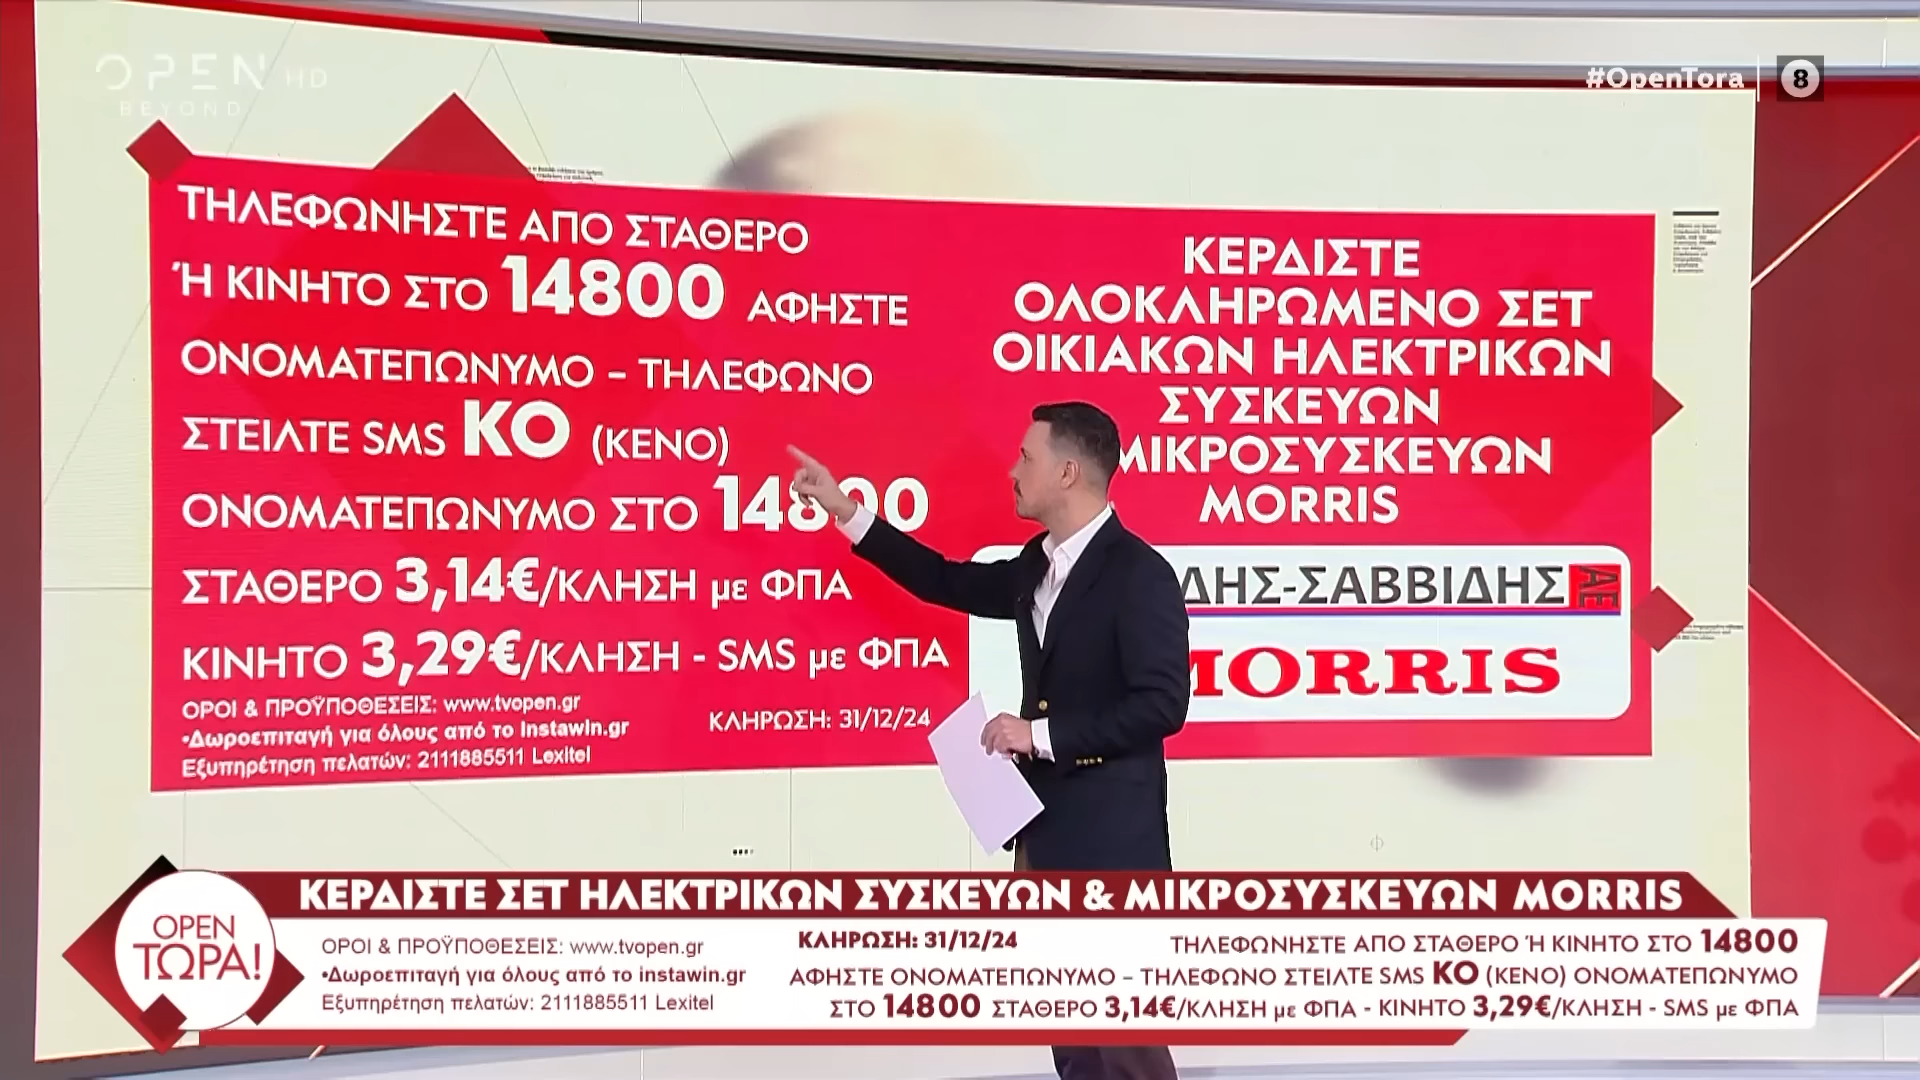 OPEN HD
BEYOND
#OpenTora
8
ΤΗΛΕΦΩΝΗΣΤΕ ΑΠΟ ΣΤΑΘΕΡΟ
Ή ΚΙΝΗΤΟ ΣΤΟ 14800 ΑΦΗΣΤΕ
ΟΝΟΜΑΤΕΠΩΝΥΜΟ – ΤΗΛΕΦΩΝΟ
ΣΤΕΙΛΤΕ SMS ΚΟ (ΚΕΝΟ)
ΟΝΟΜΑΤΕΠΩΝΥΜΟ ΣΤΟ 14800
ΣΤΑΘΕΡΟ 3,14€/ΚΛΗΣΗ με ΦΠΑ
ΚΙΝΗΤΟ 3,29€/ΚΛΗΣΗ - SMS με ΦΠΑ
ΟΡΟΙ & ΠΡΟΫΠΟΘΕΣΕΙΣ: www.tvopen.gr
•Δωροεπιταγή για όλους από το instawin.gr
Εξυπηρέτηση πελατών: 2111885511 Lexitel
ΚΛΗΡΩΣΗ: 31/12/24
ΚΕΡΔΙΣΤΕ
ΟΛΟΚΛΗΡΩΜΕΝΟ ΣΕΤ
ΟΙΚΙΑΚΩΝ ΗΛΕΚΤΡΙΚΩΝ
ΣΥΣΚΕΥΩΝ
ΜΙΚΡΟΣΥΣΚΕΥΩΝ
MORRIS
ΔΗΣ-ΣΑΒΒΙΔΗΣ ΑΕ
MORRIS
ΚΕΡΔΙΣΤΕ ΣΕΤ ΗΛΕΚΤΡΙΚΩΝ ΣΥΣΚΕΥΩΝ & ΜΙΚΡΟΣΥΣΚΕΥΩΝ MORRIS
OPEN
ΤΩΡΑ!
ΟΡΟΙ & ΠΡΟΫΠΟΘΕΣΕΙΣ: www.tvopen.gr
•Δωροεπιταγή για όλους από το instawin.gr
Εξυπηρέτηση πελατών: 2111885511 Lexitel
ΚΛΗΡΩΣΗ: 31/12/24 ΤΗΛΕΦΩΝΗΣΤΕ ΑΠΟ ΣΤΑΘΕΡΟ Ή ΚΙΝΗΤΟ ΣΤΟ 14800
ΑΦΗΣΤΕ ΟΝΟΜΑΤΕΠΩΝΥΜΟ – ΤΗΛΕΦΩΝΟ ΣΤΕΙΛΤΕ SMS ΚΟ (ΚΕΝΟ) ΟΝΟΜΑΤΕΠΩΝΥΜΟ
ΣΤΟ 14800 ΣΤΑΘΕΡΟ 3,14€/ΚΛΗΣΗ με ΦΠΑ - ΚΙΝΗΤΟ 3,29€/ΚΛΗΣΗ - SMS με ΦΠΑ